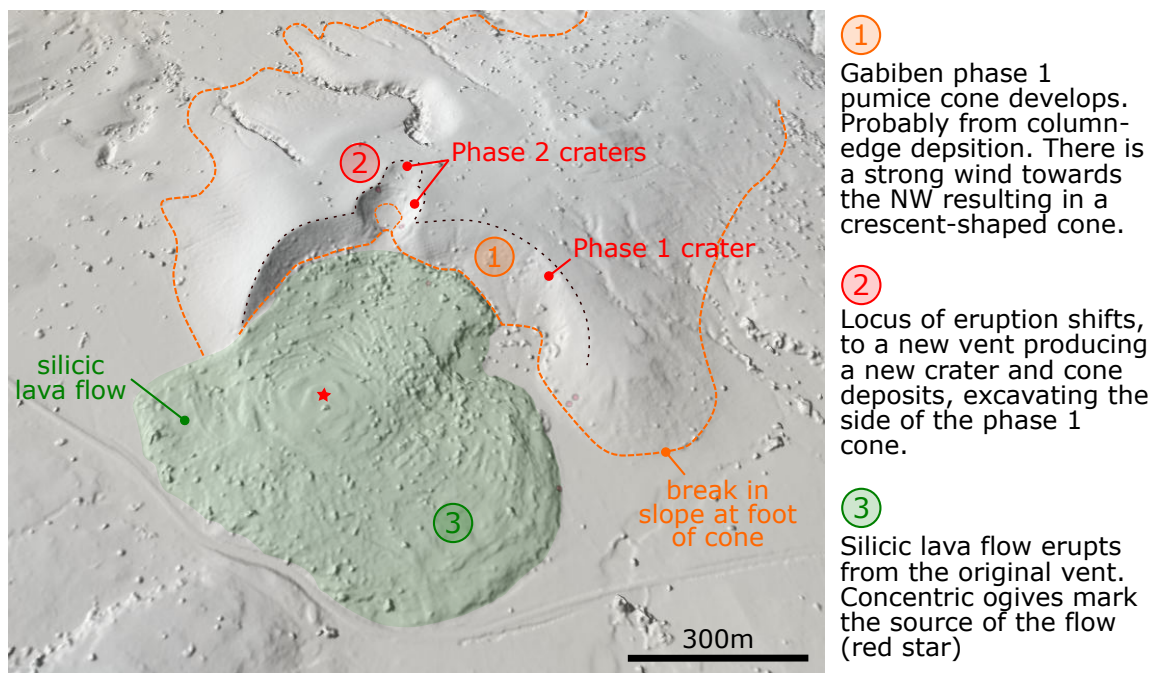 2
Phase 2 craters
1
Phase 1 crater
silicic
lava flow
3
break in
slope at foot
of cone
300m
1
Gabiben phase 1
pumice cone develops.
Probably from column-
edge depsition. There is
a strong wind towards
the NW resulting in a
crescent-shaped cone.
2
Locus of eruption shifts,
to a new vent producing
a new crater and cone
deposits, excavating the
side of the phase 1
cone.
3
Silicic lava flow erupts
from the original vent.
Concentric ogives mark
the source of the flow
(red star)